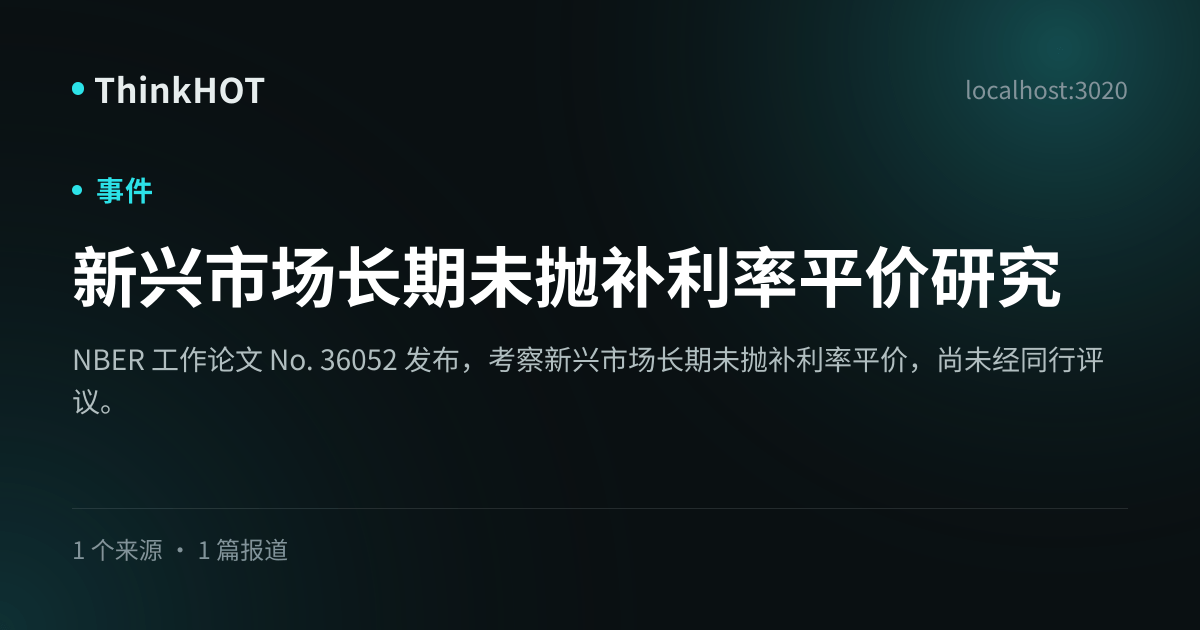 ThinkHOT
localhost:3020
事件
新兴市场长期未抛补利率平价研究
NBER 工作论文 No. 36052 发布，考察新兴市场长期未抛补利率平价，尚未经同行评
议。
1 个来源 · 1 篇报道